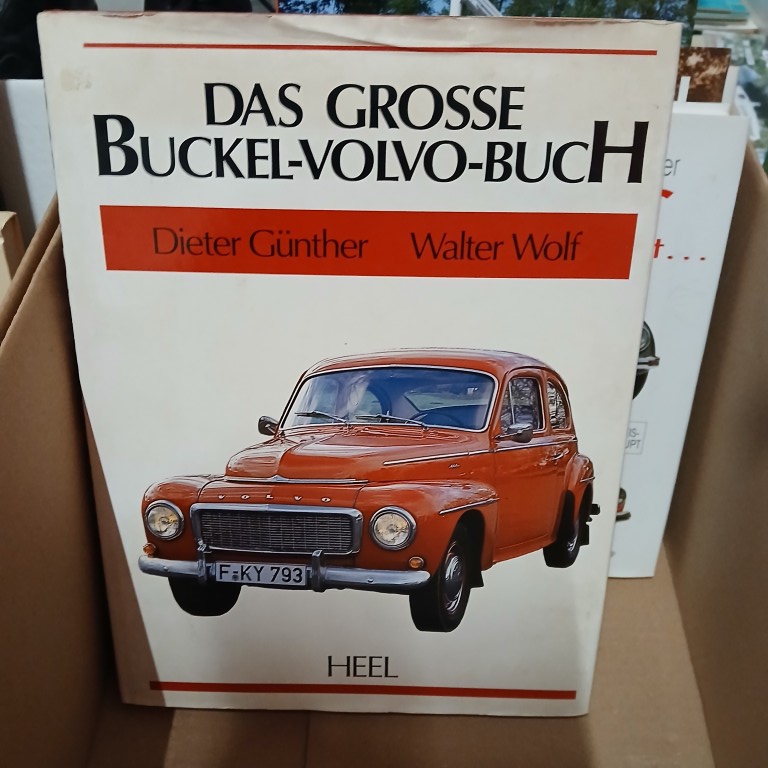 DAS GROSSE
BUCKEL-VOLVO-BUCH
Dieter Günther Walter Wolf
VOLVO
F-KY 793
HEEL